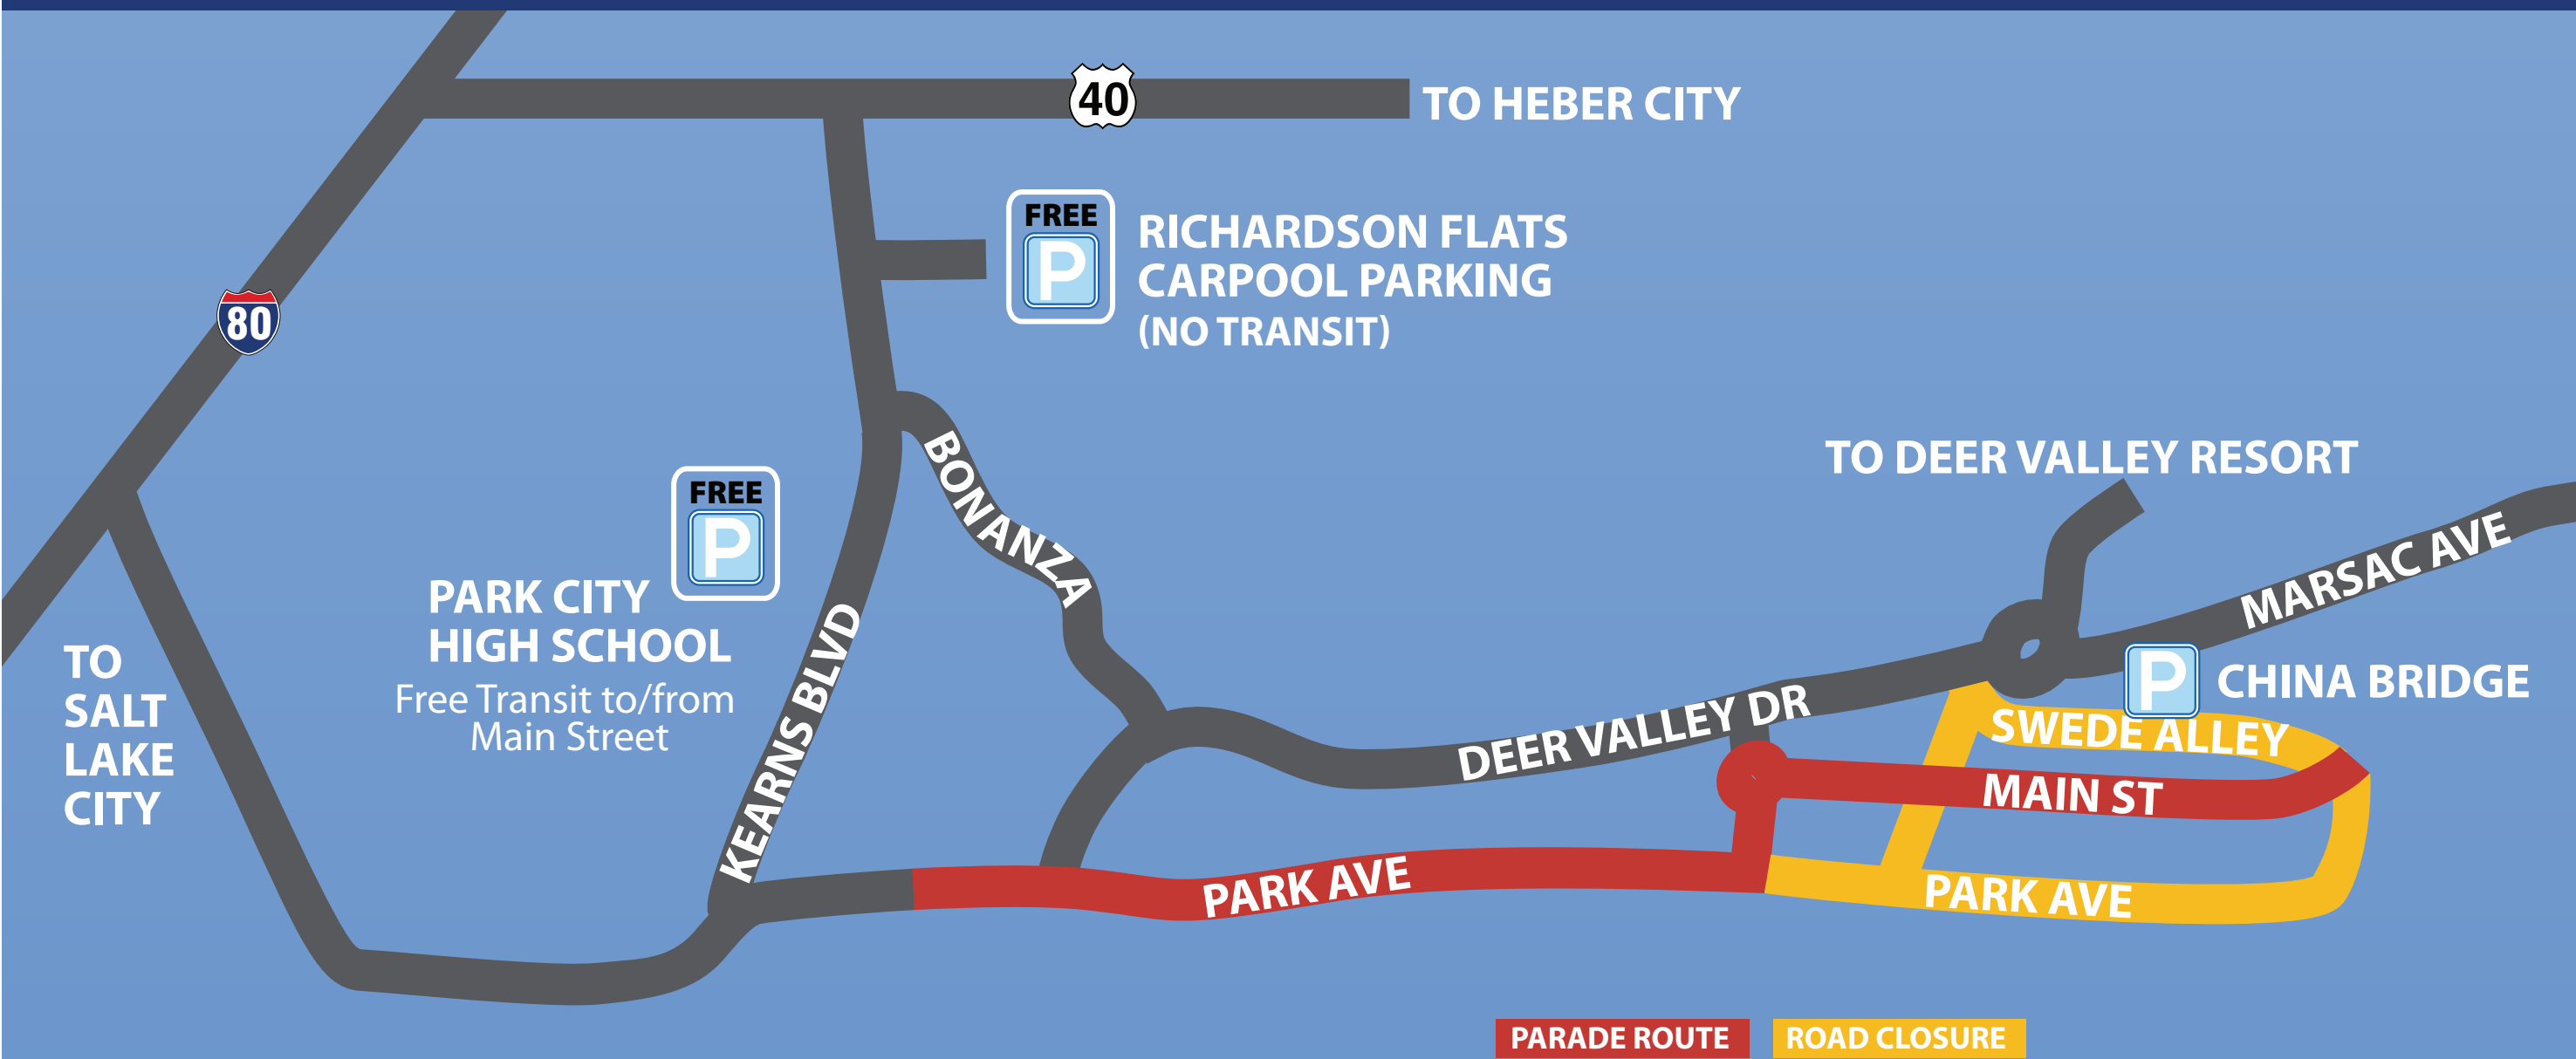 40
TO HEBER CITY
FREE
P
RICHARDSON FLATS
CARPOOL PARKING
(NO TRANSIT)
80
BONANZA
TO DEER VALLEY RESORT
FREE
P
PARK CITY
HIGH SCHOOL
Free Transit to/from
Main Street
KEARNS BLVD
MARSAC AVE
TO
SALT
LAKE
CITY
P
CHINA BRIDGE
DEER VALLEY DR
SWEDE ALLEY
MAIN ST
PARK AVE
PARK AVE
PARADE ROUTE
ROAD CLOSURE